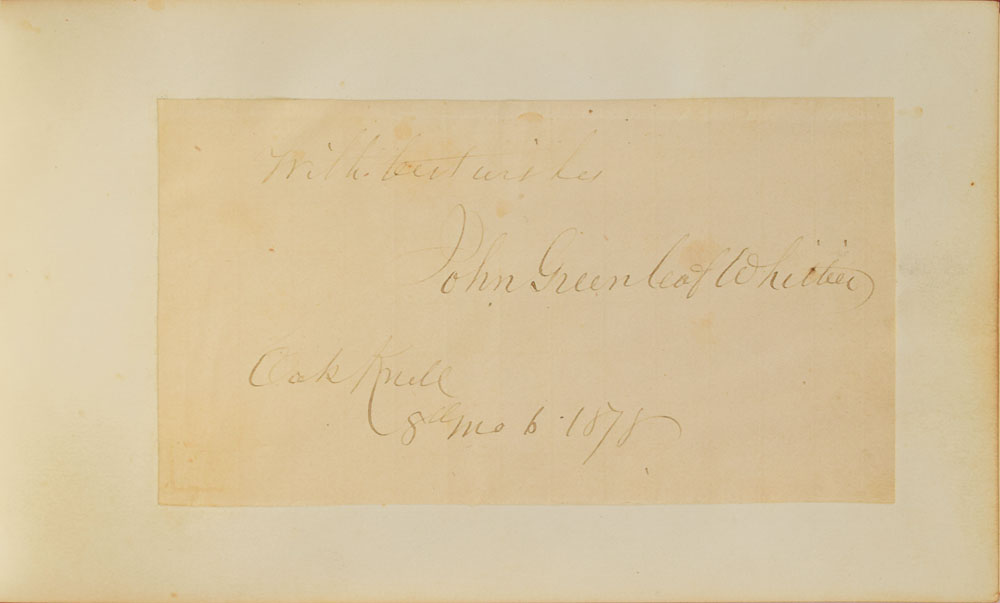 With best wishes
John Greenleaf Whittier
Oak Knoll
8th Mo 6 1878